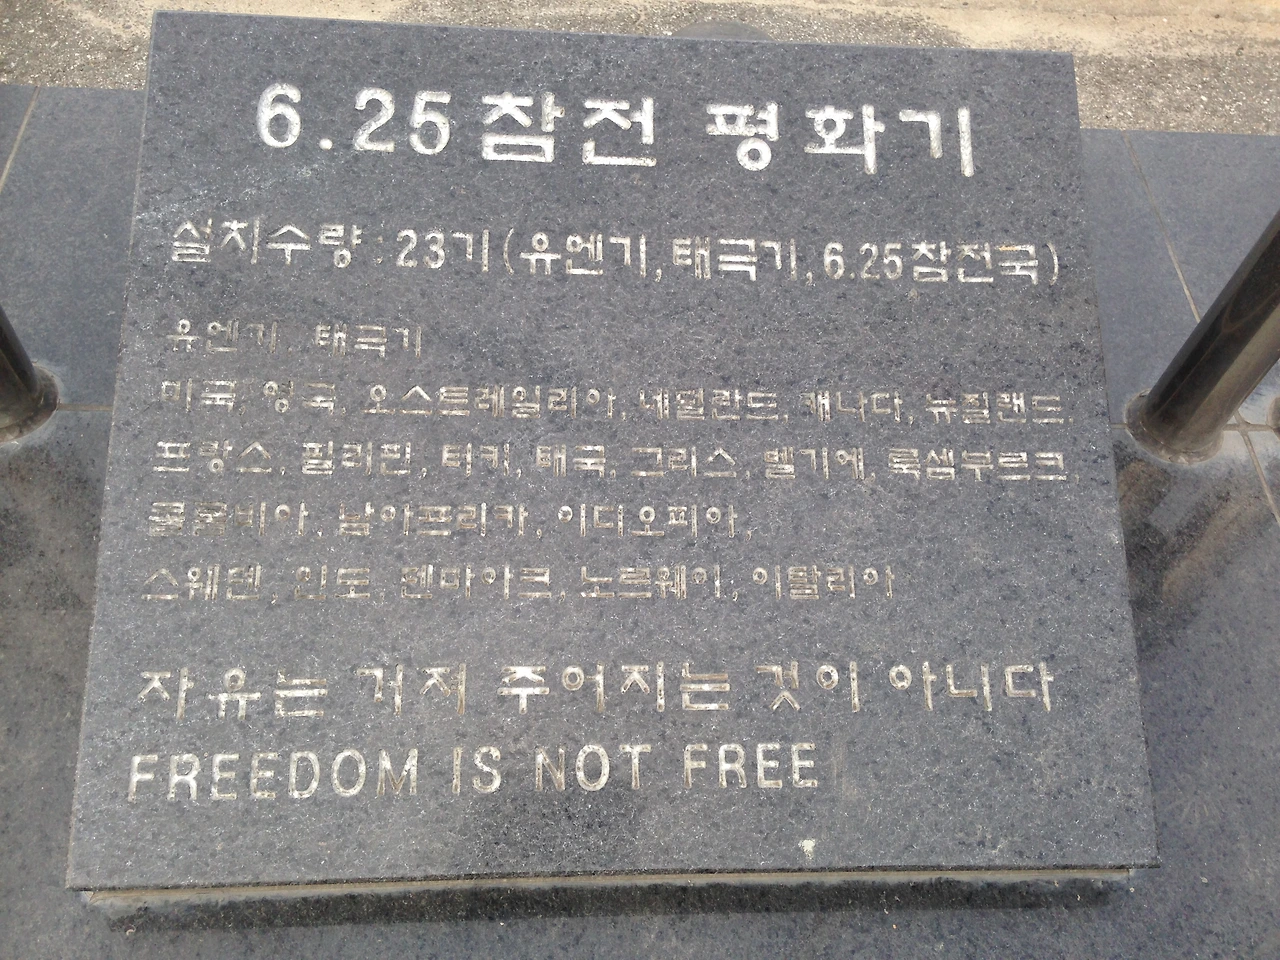 6.25참전 평화기
설치수량 : 23기(유엔기,태극기,6.25참전국)
유엔기, 태극기
미국, 영국, 오스트레일리아, 네덜란드, 캐나다, 뉴질랜드,
프랑스, 필리핀, 터키, 태국, 그리스, 벨기에, 룩셈부르크,
콜롬비아, 남아프리카, 이디오피아,
스웨덴, 인도, 덴마아크, 노르웨이, 이탈리아
자유는 거저 주어지는 것이 아니다
FREEDOM IS NOT FREE